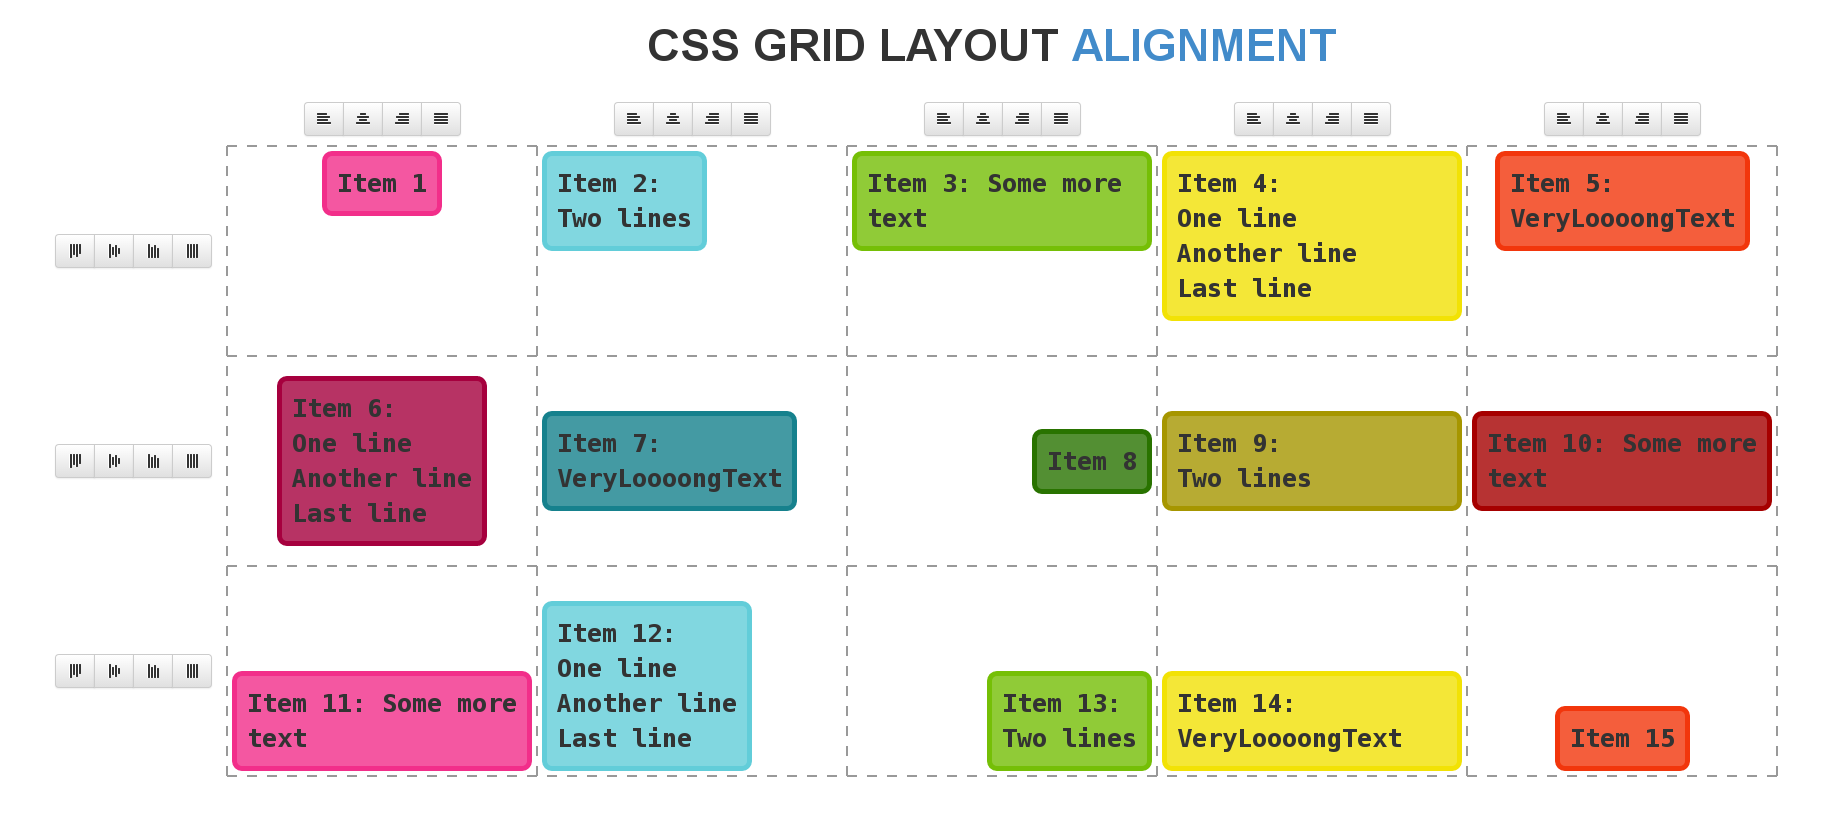 CSS GRID LAYOUT ALIGNMENT
Item 1
Item 2:
Two lines
Item 3: Some more
text
Item 4:
One line
Another line
Last line
Item 5:
VeryLoooongText
Item 6:
One line
Another line
Last line
Item 7:
VeryLoooongText
Item 8
Item 9:
Two lines
Item 10: Some more
text
Item 11: Some more
text
Item 12:
One line
Another line
Last line
Item 13:
Two lines
Item 14:
VeryLoooongText
Item 15